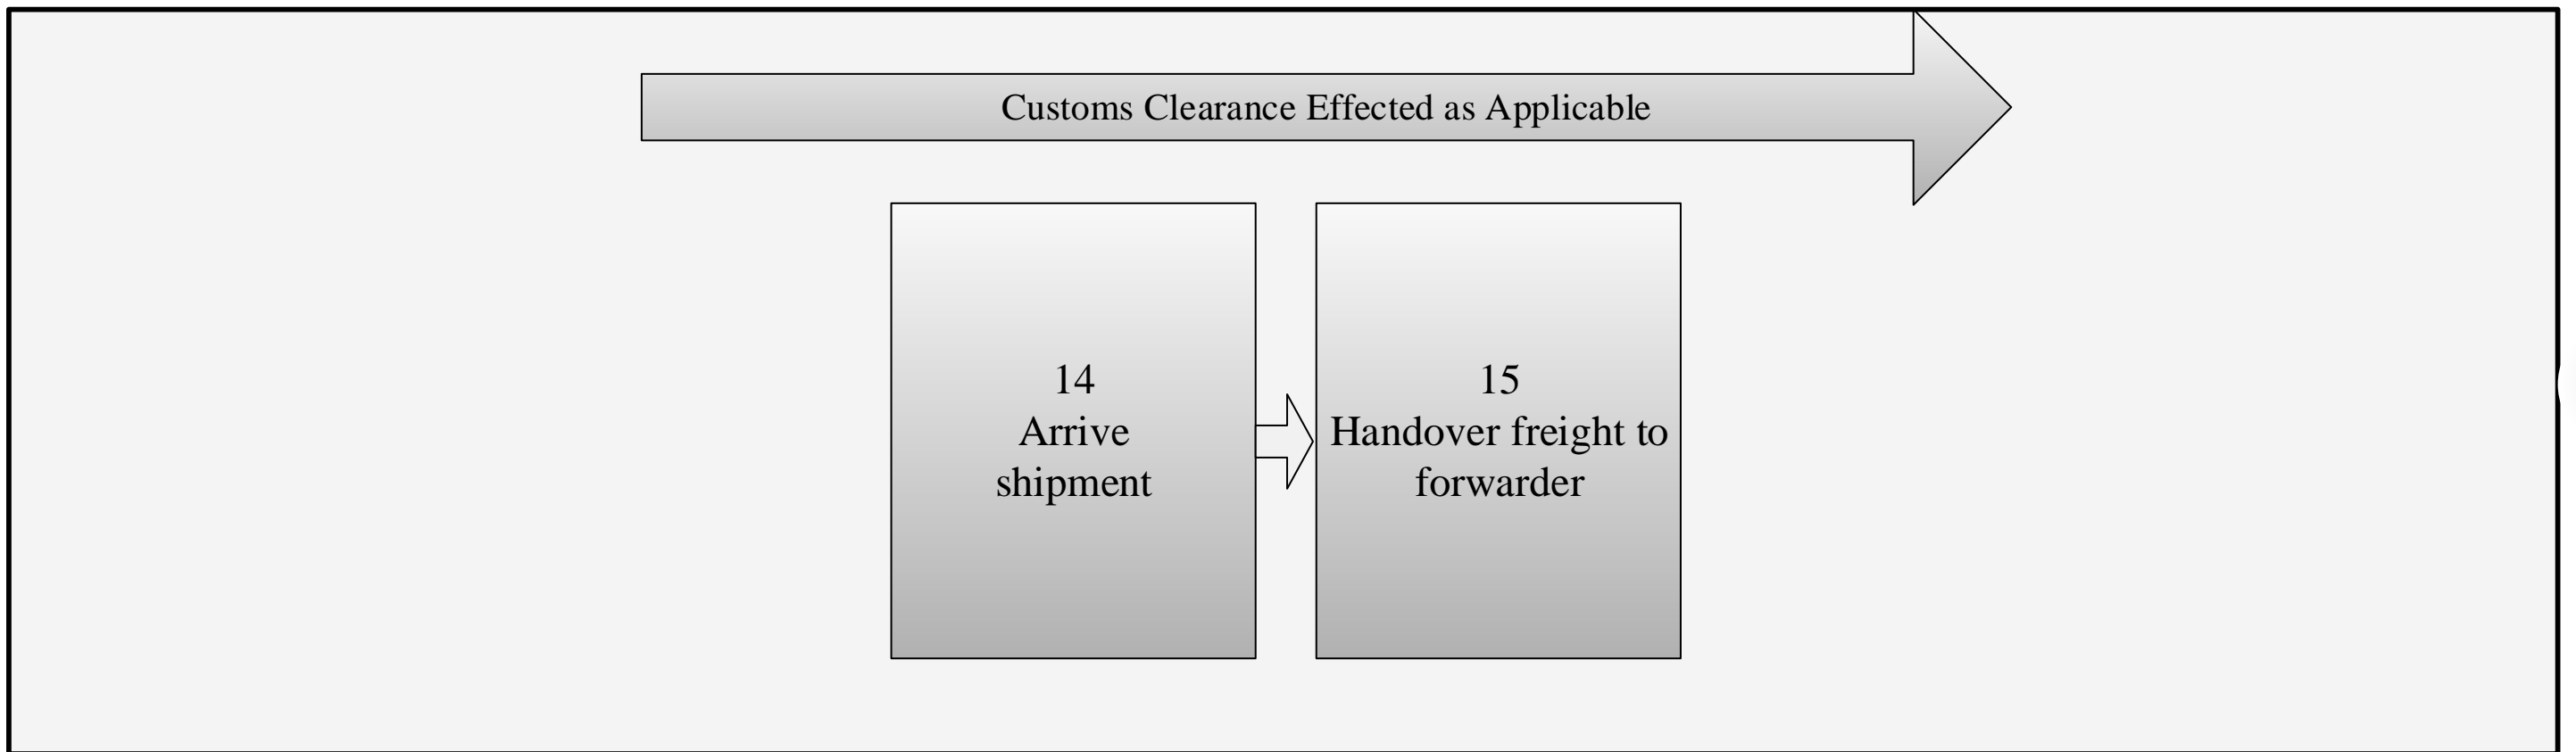 Customs Clearance Effected as Applicable
14
Arrive
shipment
15
Handover freight to
forwarder